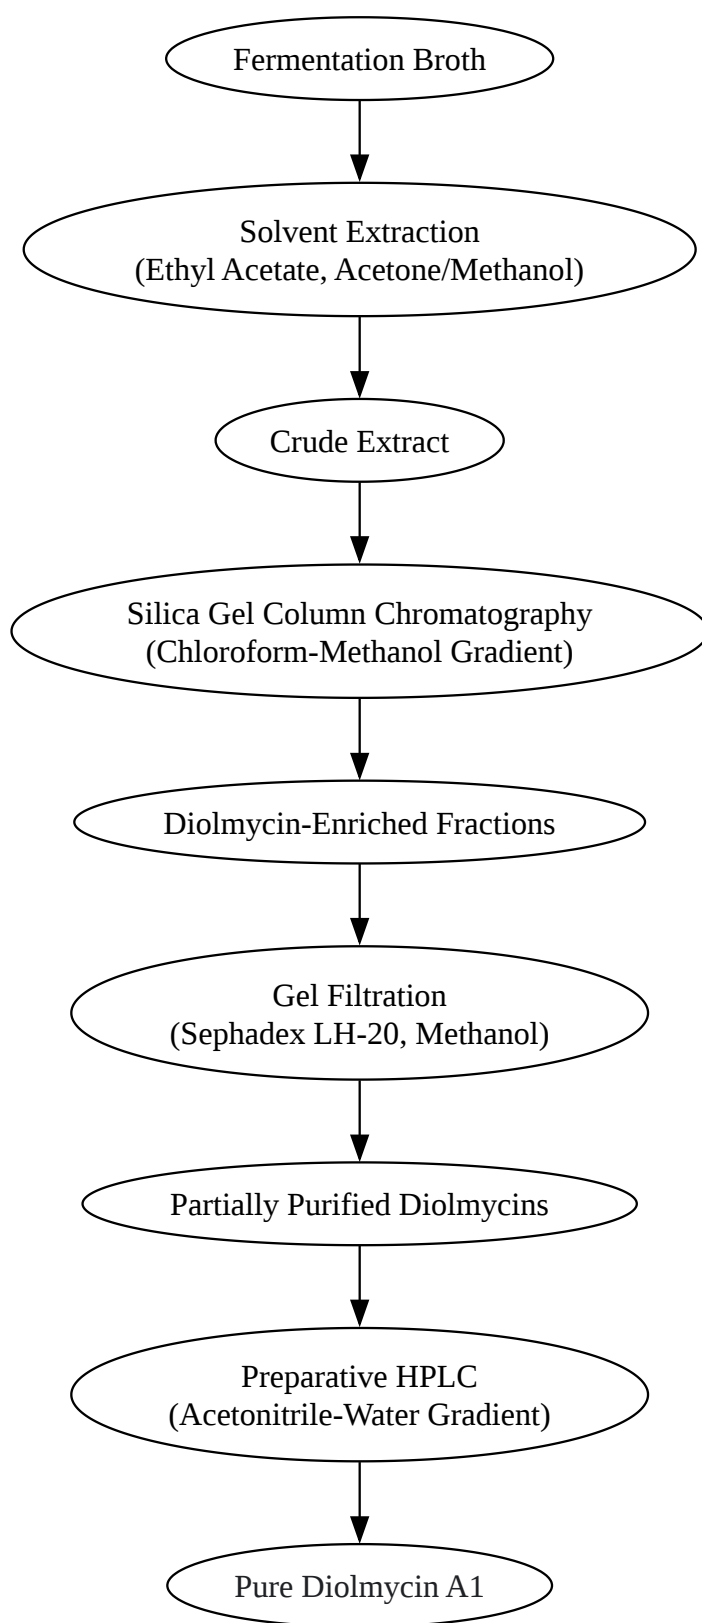 Fermentation Broth
Solvent Extraction
(Ethyl Acetate, Acetone/Methanol)
Crude Extract
Silica Gel Column Chromatography
(Chloroform-Methanol Gradient)
Diolmycin-Enriched Fractions
Gel Filtration
(Sephadex LH-20, Methanol)
Partially Purified Diolmycins
Preparative HPLC
(Acetonitrile-Water Gradient)
Pure Diolmycin A1